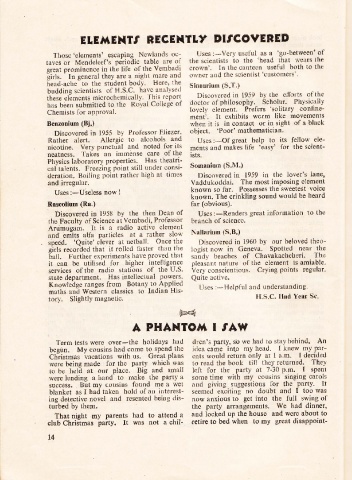 ELEMENTS RECENTLY DISCOVERED
Those 'elements' escaping Newlands oc-
taves or Mendeleef's periodic table are of
great prominence in the life of the Vembadi
girls. In general they are a night mare and
head-ache to the student body. Here, the
budding scientists of H.S.C. have analysed
these elements microchemically. This report
has been submitted to the Royal College of
Chemists for approval.
Benzonium (Bj.)
Discovered in 1955 by Professor Fliezer.
Rather alert. Allergic to alcohols and
nicotine. Very punctual and noted for its
neatness. Takes an immense care of the
Physics laboratory properties. Has theatri-
cal talents. Freezing point still under consi-
deration. Boiling point rather high at times
and irregular.
Uses :—Useless now !
Rusolium (Ru.)
Discovered in 1958 by the then Dean of
the Faculty of Science at Vembadi, Professor
Arumugam. It is a radio active element
and emits alfa particles at a rather slow
speed. 'Quite' clever at netball. Once the
girls recorded that it rolled faster than the
ball. Further experiments have proved that
it can be utilised for higher intelligence
services of the radio stations of the U.S.
state department. Has intellectual powers.
Knowledge ranges from Botany to Applied
maths and Western classics to Indian His-
tory. Slightly magnetic.
Uses :—Very useful as a 'go-between' of
the scientists to the 'head that wears the
crown'. In the canteen useful both to the
owner and the scientist 'customers'.
Sinnarium (S.T.)
Discovered in 1959 by the efforts of the
doctor of philosophy. Scholar. Physically
lovely element. Prefers 'solitary confine-
ment'. It exhibits worm like movements
when it is in contact or in sight of a black
object. 'Poor' mathematician.
Uses :—Of great help to its fellow ele-
ments and makes life 'easy' for the scient-
ists.
Somanium (S.M.)
Discovered in 1959 in the lover's lane,
Vaddukoddai. The most imposing element
known so far. Possesses the sweetest voice
known. The crinkling sound would be heard
far (obvious).
Uses :—Renders great information to the
branch of science.
Nallarium (S.B.)
Discovered in 1960 by our beloved theo-
logist now in Geneva. Spotted near the
sandy beaches of Chavakachcheri. The
pleasant nature of the element is amiable.
Very conscientious. Crying points regular.
Quite active.
Uses :—Helpful and understanding.
H.S.C. IInd Year Sc.
A PHANTOM I SAW
Term tests were over—the holidays had
begun. My cousins had come to spend the
Christmas vacations with us. Great plans
were being made for the party which was
to be held at our place. Big and small
were lending a hand to make the party a
success. But my cousins found me a wet
blanket as I had taken hold of an interest-
ing detective novel and resented being dis-
turbed by them.
That night my parents had to attend a
club Christmas party. It was not a chil-
dren's party, so we had to stay behind. An
idea came into my head. I knew my par-
ents would return only at 1 a.m. I decided
to read the book till they returned. They
left for the party at 7-30 p.m. I spent
some time with my cousins singing carols
and giving suggestions for the party. It
seemed exciting no doubt and I too was
now anxious to get into the full swing of
the party arrangements. We had dinner,
and locked up the house and were about to
retire to bed when to my great disappoint-
14